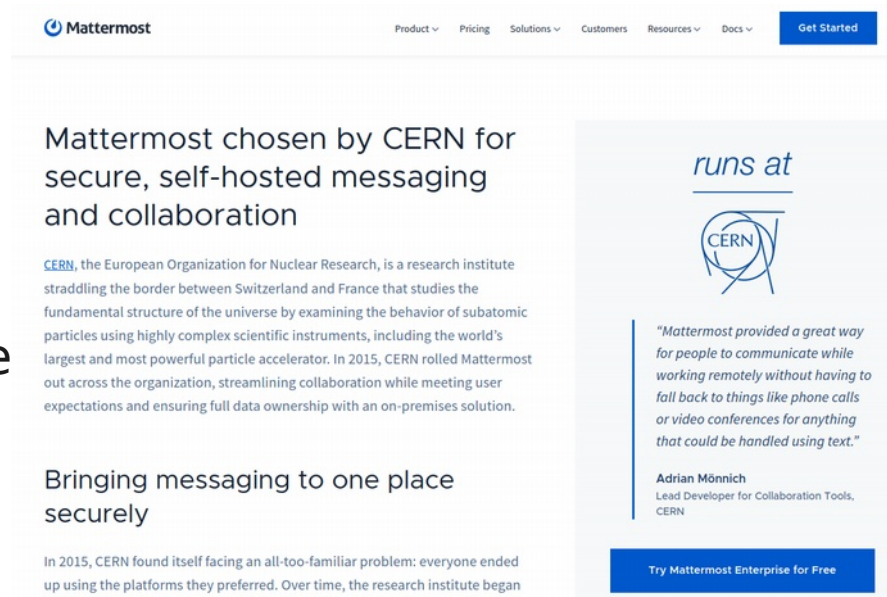 Mattermost
Product
Pricing
Solutions
Customers
Resources
Docs
Get Started
Mattermost chosen by CERN for
secure, self-hosted messaging
and collaboration
CERN, the European Organization for Nuclear Research, is a research institute
straddling the border between Switzerland and France that studies the
fundamental structure of the universe by examining the behavior of subatomic
particles using highly complex scientific instruments, including the world's
largest and most powerful particle accelerator. In 2015, CERN rolled Mattermost
out across the organization, streamlining collaboration while meeting user
expectations and ensuring full data ownership with an on-premises solution.
Bringing messaging to one place
securely
In 2015, CERN found itself facing an all-too-familiar problem: everyone ended
up using the platforms they preferred. Over time, the research institute began
e
runs at
CERN
“Mattermost provided a great way
for people to communicate while
working remotely without having to
fall back to things like phone calls
or video conferences for anything
that could be handled using text.”
Adrian Mönnich
Lead Developer for Collaboration Tools,
CERN
Try Mattermost Enterprise for Free